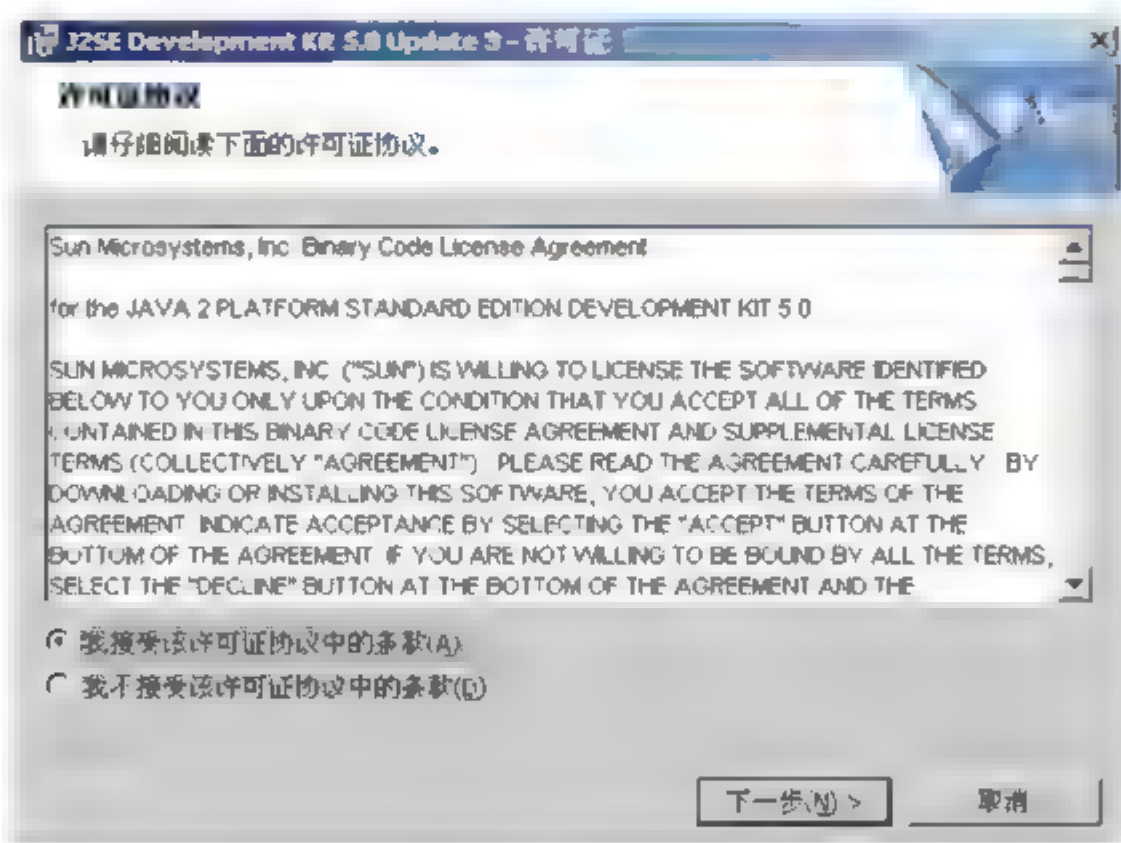 J2SE Development Kit 5.0 Update 9 - 许可证
许可证协议
请仔细阅读下面的许可证协议。
Sun Microsystems, Inc Binary Code License Agreement
for the JAVA 2 PLATFORM STANDARD EDITION DEVELOPMENT KIT 5 0
SUN MICROSYSTEMS, INC ("SUN") IS WILLING TO LICENSE THE SOFTWARE IDENTIFIED
BELOW TO YOU ONLY UPON THE CONDITION THAT YOU ACCEPT ALL OF THE TERMS
CONTAINED IN THIS BINARY CODE LICENSE AGREEMENT AND SUPPLEMENTAL LICENSE
TERMS (COLLECTIVELY "AGREEMENT") PLEASE READ THE AGREEMENT CAREFULLY BY
DOWNLOADING OR INSTALLING THIS SOFTWARE, YOU ACCEPT THE TERMS OF THE
AGREEMENT INDICATE ACCEPTANCE BY SELECTING THE "ACCEPT" BUTTON AT THE
BOTTOM OF THE AGREEMENT IF YOU ARE NOT WILLING TO BE BOUND BY ALL THE TERMS,
SELECT THE "DECLINE" BUTTON AT THE BOTTOM OF THE AGREEMENT AND THE
我接受该许可证协议中的条款(A)
我不接受该许可证协议中的条款(D)
下一步(N) >
取消